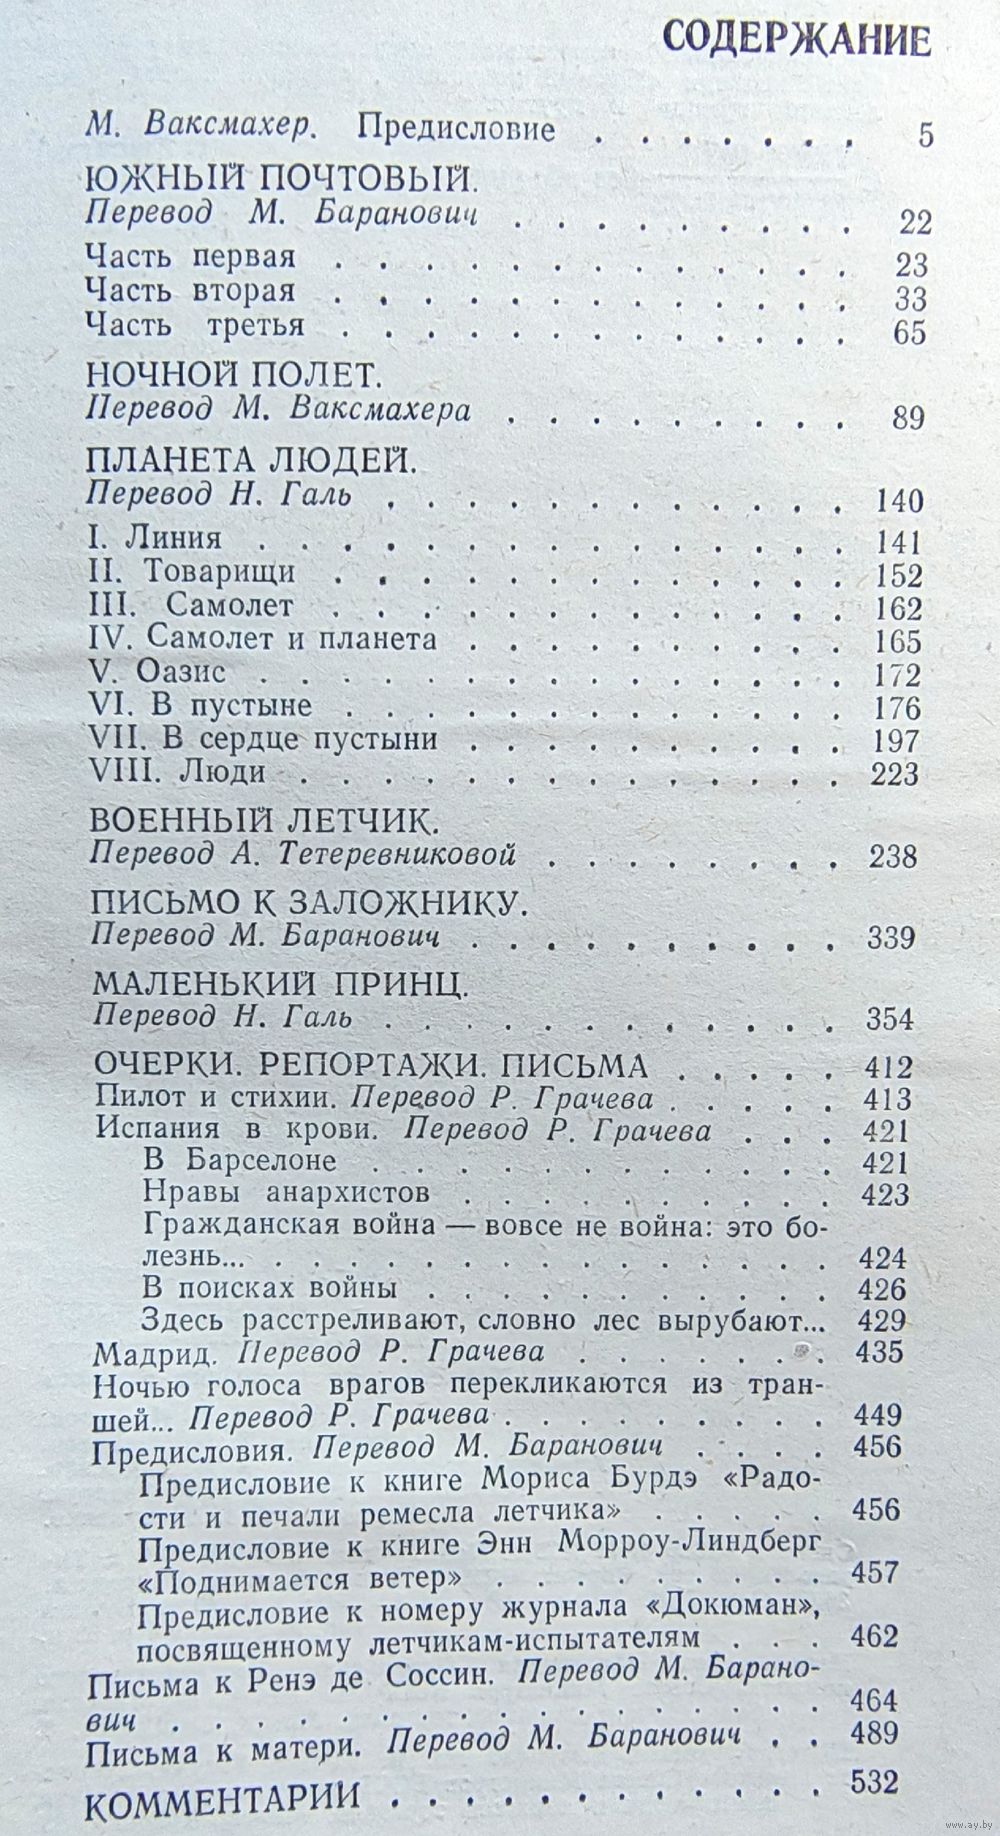 СОДЕРЖАНИЕ
М. Ваксмахер. Предисловие . . . . . . . 5
ЮЖНЫЙ ПОЧТОВЫЙ.
Перевод М. Баранович . . . . . . . . . 22
Часть первая . . . . . . . . . . . . 23
Часть вторая . . . . . . . . . . . . 33
Часть третья . . . . . . . . . . . . 65
НОЧНОЙ ПОЛЕТ.
Перевод М. Ваксмахера . . . . . . . . . 89
ПЛАНЕТА ЛЮДЕЙ.
Перевод Н. Галь . . . . . . . . . . . 140
I. Линия . . . . . . . . . . . . . . 141
II. Товарищи . . . . . . . . . . . . 152
III. Самолет . . . . . . . . . . . . 162
IV. Самолет и планета . . . . . . . . . 165
V. Оазис . . . . . . . . . . . . . . 172
VI. В пустыне . . . . . . . . . . . . 176
VII. В сердце пустыни . . . . . . . . . 197
VIII. Люди . . . . . . . . . . . . . 223
ВОЕННЫЙ ЛЕТЧИК.
Перевод А. Тетеревниковой . . . . . . . . 238
ПИСЬМО К ЗАЛОЖНИКУ.
Перевод М. Баранович . . . . . . . . . 339
МАЛЕНЬКИЙ ПРИНЦ.
Перевод Н. Галь . . . . . . . . . . . 354
ОЧЕРКИ. РЕПОРТАЖИ. ПИСЬМА . . . . . 412
Пилот и стихии. Перевод Р. Грачева . . . . . 413
Испания в крови. Перевод Р. Грачева . . . 421
В Барселоне . . . . . . . . . . . 421
Нравы анархистов . . . . . . . . . 423
Гражданская война — вовсе не война: это бо-
лезнь... . . . . . . . . . . . . . . 424
В поисках войны . . . . . . . . . . 426
Здесь расстреливают, словно лес вырубают... 429
Мадрид. Перевод Р. Грачева . . . . . . . 435
Ночью голоса врагов перекликаются из тран-
шей... Перевод Р. Грачева . . . . . . . . 449
Предисловия. Перевод М. Баранович . . . . 456
Предисловие к книге Мориса Бурдэ «Радо-
сти и печали ремесла летчика» . . . . . 456
Предисловие к книге Энн Морроу-Линдберг
«Поднимается ветер» . . . . . . . . . 457
Предисловие к номеру журнала «Докюман»,
посвященному летчикам-испытателям . . . 462
Письма к Ренэ де Соссин. Перевод М. Барано-
вич . . . . . . . . . . . . . . . . 464
Письма к матери. Перевод М. Баранович . . 489
КОММЕНТАРИИ . . . . . . . . . . . 532
www.ay.by